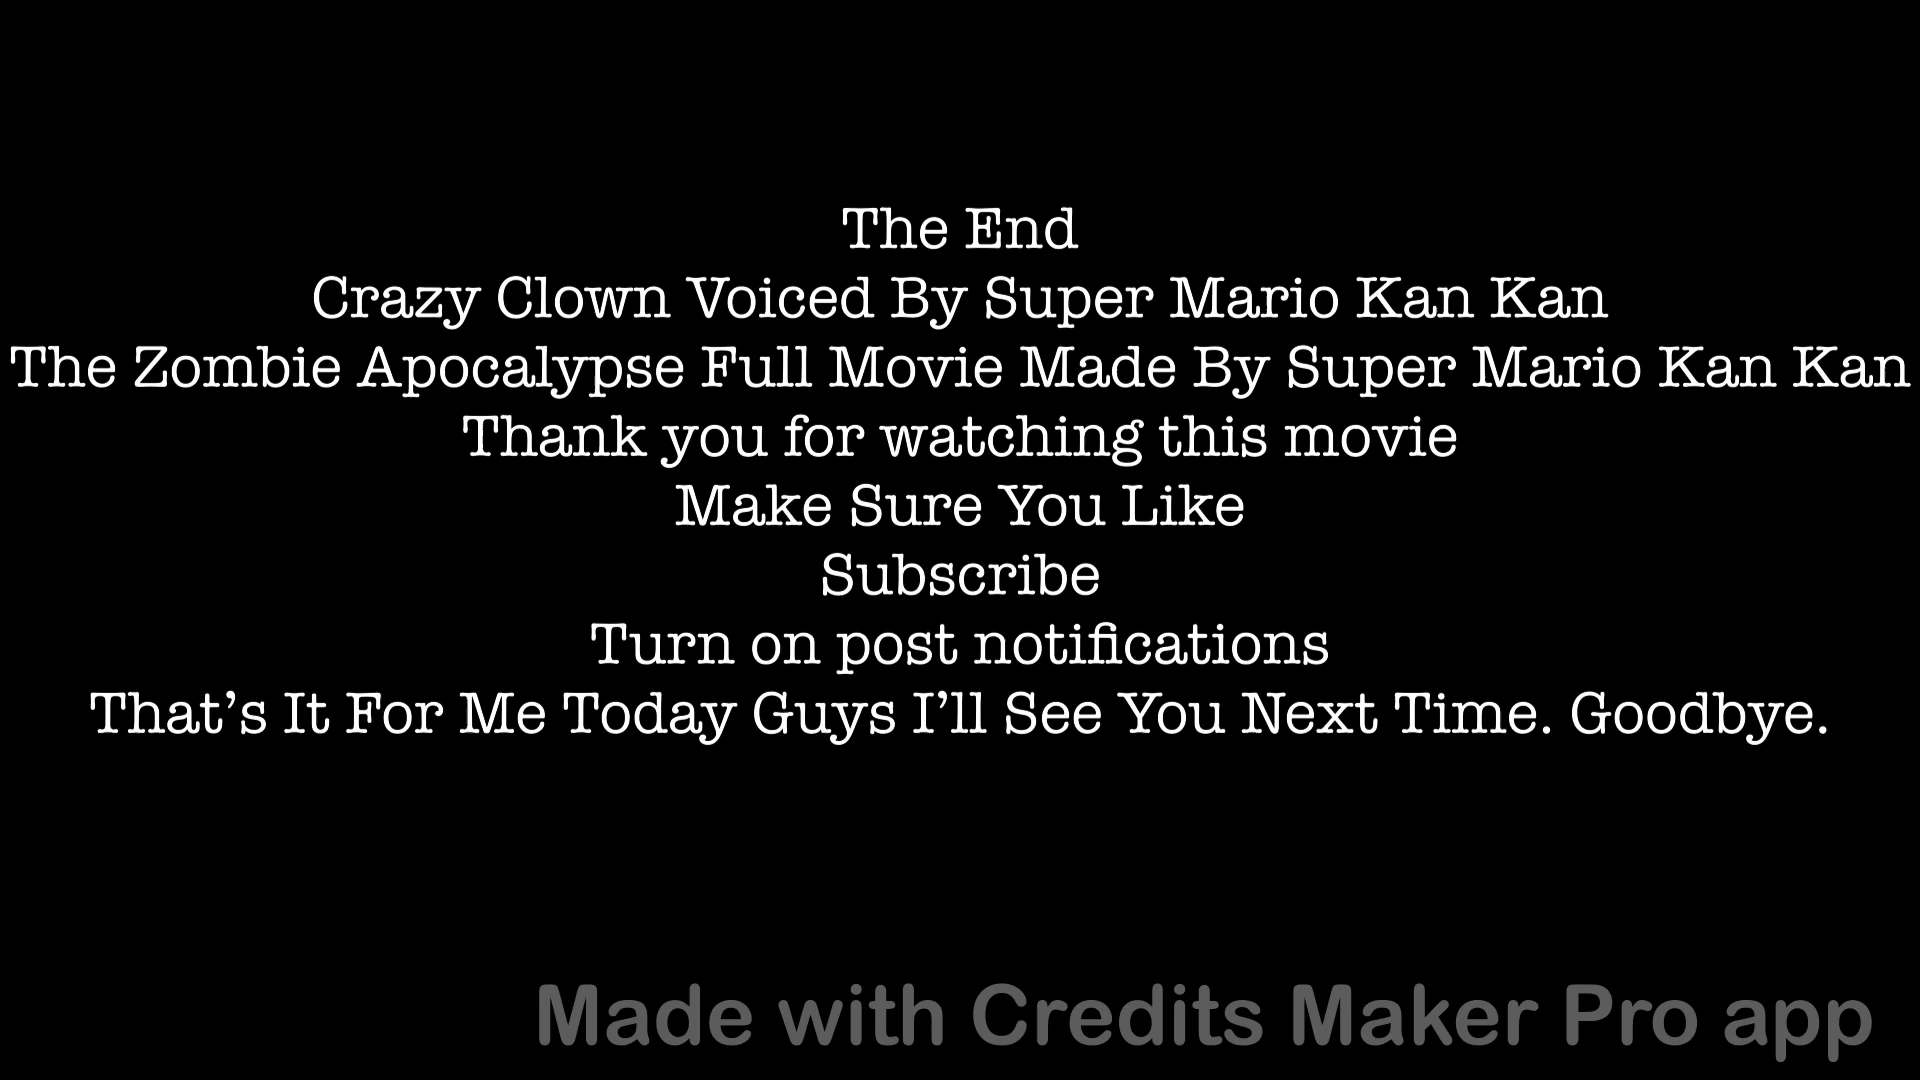 The End
Crazy Clown Voiced By Super Mario Kan Kan
The Zombie Apocalypse Full Movie Made By Super Mario Kan Kan
Thank you for watching this movie
Make Sure You Like
Subscribe
Turn on post notifications
That’s It For Me Today Guys I’ll See You Next Time. Goodbye.
Made with Credits Maker Pro app